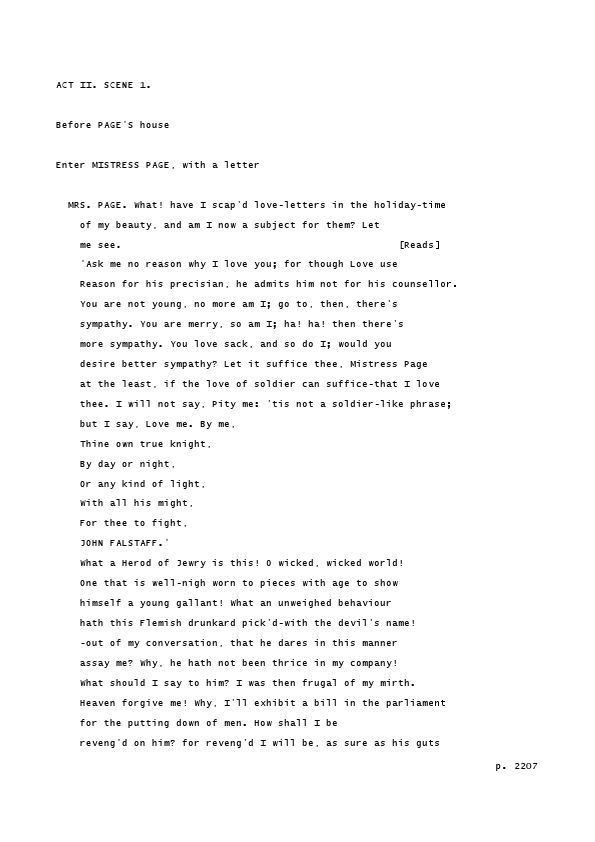 ACT II. SCENE 1.
Before PAGE'S house
Enter MISTRESS PAGE, with a letter
MRS. PAGE. What! have I scap'd love-letters in the holiday-time
of my beauty, and am I now a subject for them? Let
me see. [Reads]
'Ask me no reason why I love you; for though Love use
Reason for his precisian, he admits him not for his counsellor.
You are not young, no more am I; go to, then, there's
sympathy. You are merry, so am I; ha! ha! then there's
more sympathy. You love sack, and so do I; would you
desire better sympathy? Let it suffice thee, Mistress Page
at the least, if the love of soldier can suffice-that I love
thee. I will not say, Pity me: 'tis not a soldier-like phrase;
but I say, Love me. By me,
Thine own true knight,
By day or night,
Or any kind of light,
With all his might,
For thee to fight,
JOHN FALSTAFF.'
What a Herod of Jewry is this! O wicked, wicked world!
One that is well-nigh worn to pieces with age to show
himself a young gallant! What an unweighed behaviour
hath this Flemish drunkard pick'd-with the devil's name!
-out of my conversation, that he dares in this manner
assay me? Why, he hath not been thrice in my company!
What should I say to him? I was then frugal of my mirth.
Heaven forgive me! Why, I'll exhibit a bill in the parliament
for the putting down of men. How shall I be
reveng'd on him? for reveng'd I will be, as sure as his guts
p. 2207